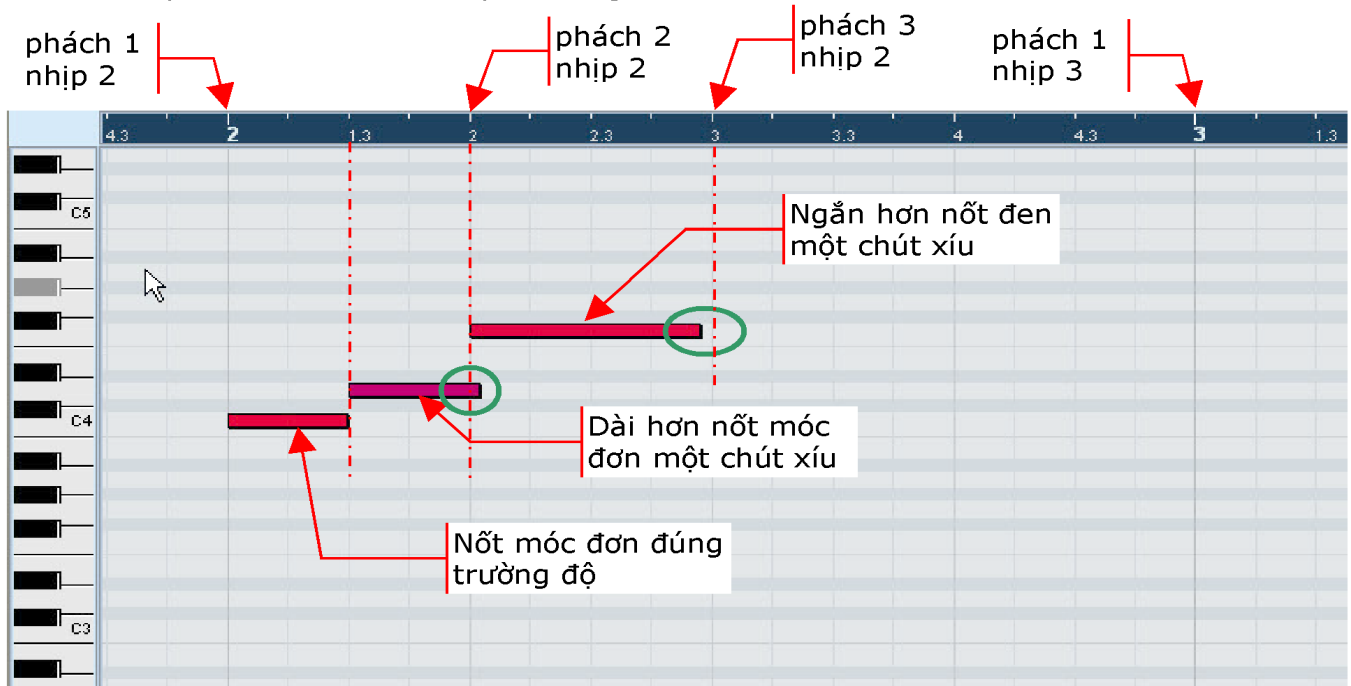 phách 1
nhịp 2
phách 2
nhịp 2
phách 3
nhịp 2
phách 1
nhịp 3
4.3 2 1.3 2 2.3 3 3.3 4 4.3 3 1.3
C5
Ngắn hơn nốt đen
một chút xíu
C4
Dài hơn nốt móc
đơn một chút xíu
Nốt móc đơn đúng
trường độ
C3